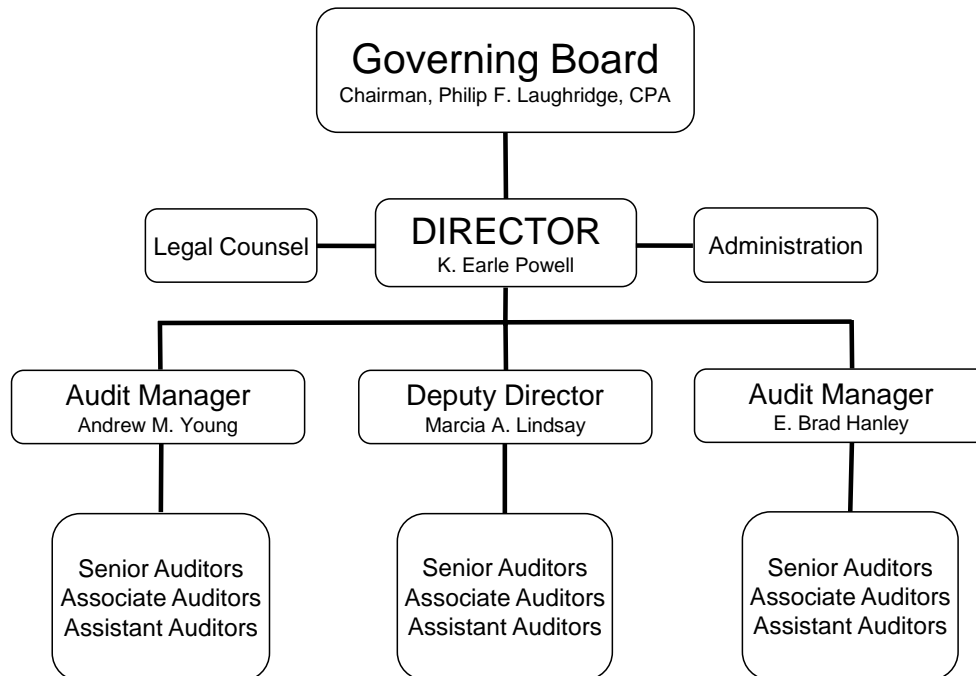 Governing Board
Chairman, Philip F. Laughridge, CPA
Legal Counsel
DIRECTOR
K. Earle Powell
Administration
Audit Manager
Andrew M. Young
Deputy Director
Marcia A. Lindsay
Audit Manager
E. Brad Hanley
Senior Auditors
Associate Auditors
Assistant Auditors
Senior Auditors
Associate Auditors
Assistant Auditors
Senior Auditors
Associate Auditors
Assistant Auditors